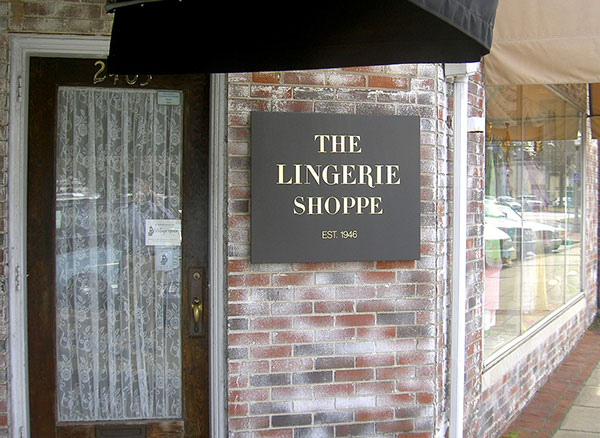 THE
LINGERIE
SHOPPE
EST. 1946